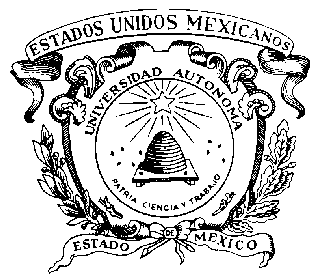 ESTADOS UNIDOS MEXICANOS
UNIVERSIDAD AUTONOMA
PATRIA CIENCIA Y TRABAJO
ESTADO DE MEXICO